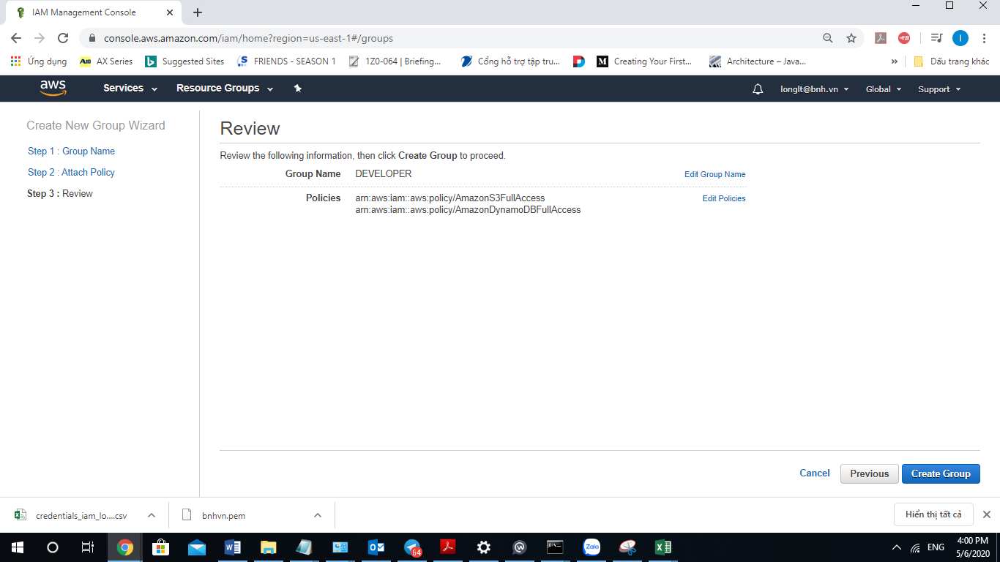 IAM Management Console
console.aws.amazon.com/iam/home?region=us-east-1#/groups
Ứng dụng
AX Series
Suggested Sites
FRIENDS - SEASON 1
1Z0-064 | Briefing...
Cổng hỗ trợ tập tru...
Creating Your First...
Architecture – Java...
»
Dấu trang khác
aws
Services
Resource Groups
longlt@bnh.vn
Global
Support
Create New Group Wizard
Step 1 : Group Name
Step 2 : Attach Policy
Step 3 : Review
Review
Review the following information, then click Create Group to proceed.
Group Name DEVELOPER Edit Group Name
Policies arn:aws:iam::aws:policy/AmazonS3FullAccess Edit Policies
arn:aws:iam::aws:policy/AmazonDynamoDBFullAccess
Cancel
Previous
Create Group
credentials_iam_lo....csv
bnhvn.pem
Hiển thị tất cả
64
Zalo
ENG
4:00 PM
5/6/2020